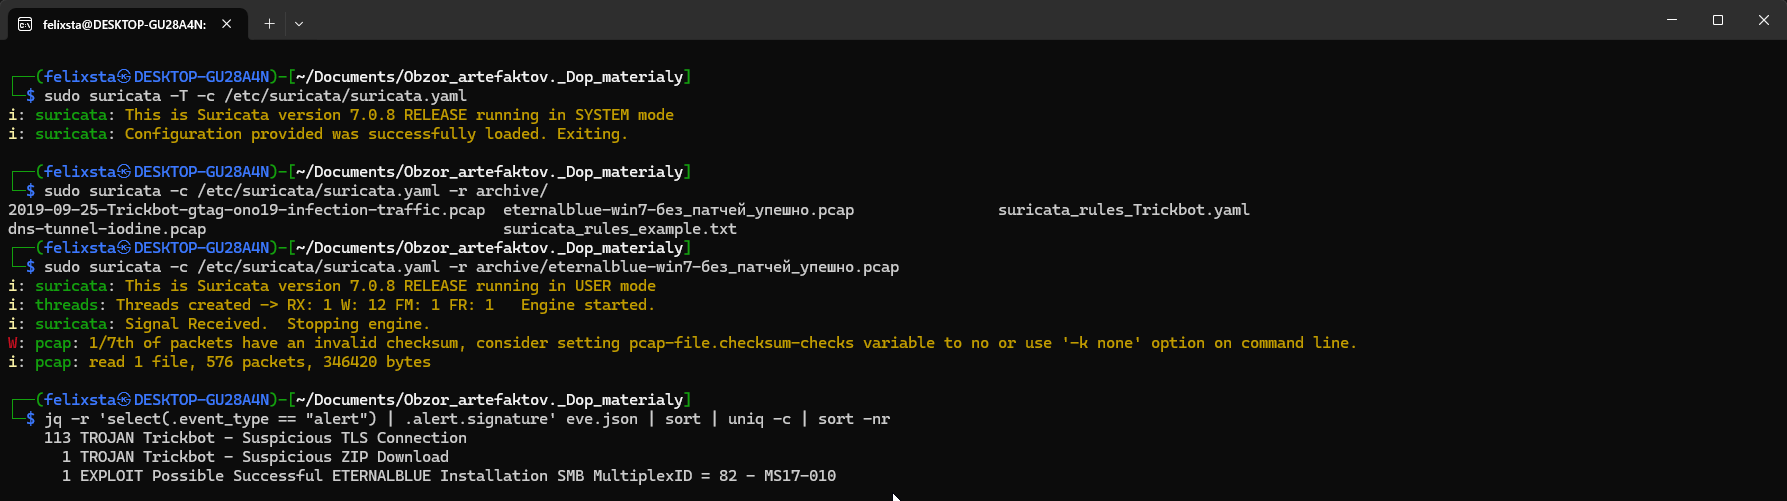 felixsta@DESKTOP-GU28A4N:
┌──(felixsta㉿DESKTOP-GU28A4N)-[~/Documents/Obzor_artefaktov._Dop_materialy]
└─$ sudo suricata -T -c /etc/suricata/suricata.yaml
i: suricata: This is Suricata version 7.0.8 RELEASE running in SYSTEM mode
i: suricata: Configuration provided was successfully loaded. Exiting.
┌──(felixsta㉿DESKTOP-GU28A4N)-[~/Documents/Obzor_artefaktov._Dop_materialy]
└─$ sudo suricata -c /etc/suricata/suricata.yaml -r archive/
2019-09-25-Trickbot-gtag-ono19-infection-traffic.pcap  eternalblue-win7-без_патчей_упешно.pcap  suricata_rules_Trickbot.yaml
dns-tunnel-iodine.pcap  suricata_rules_example.txt
┌──(felixsta㉿DESKTOP-GU28A4N)-[~/Documents/Obzor_artefaktov._Dop_materialy]
└─$ sudo suricata -c /etc/suricata/suricata.yaml -r archive/eternalblue-win7-без_патчей_упешно.pcap
i: suricata: This is Suricata version 7.0.8 RELEASE running in USER mode
i: threads: Threads created -> RX: 1 W: 12 FM: 1 FR: 1   Engine started.
i: suricata: Signal Received.  Stopping engine.
W: pcap: 1/7th of packets have an invalid checksum, consider setting pcap-file.checksum-checks variable to no or use '-k none' option on command line.
i: pcap: read 1 file, 576 packets, 346420 bytes
┌──(felixsta㉿DESKTOP-GU28A4N)-[~/Documents/Obzor_artefaktov._Dop_materialy]
└─$ jq -r 'select(.event_type == "alert") | .alert.signature' eve.json | sort | uniq -c | sort -nr
113 TROJAN Trickbot - Suspicious TLS Connection
1 TROJAN Trickbot - Suspicious ZIP Download
1 EXPLOIT Possible Successful ETERNALBLUE Installation SMB MultiplexID = 82 - MS17-010